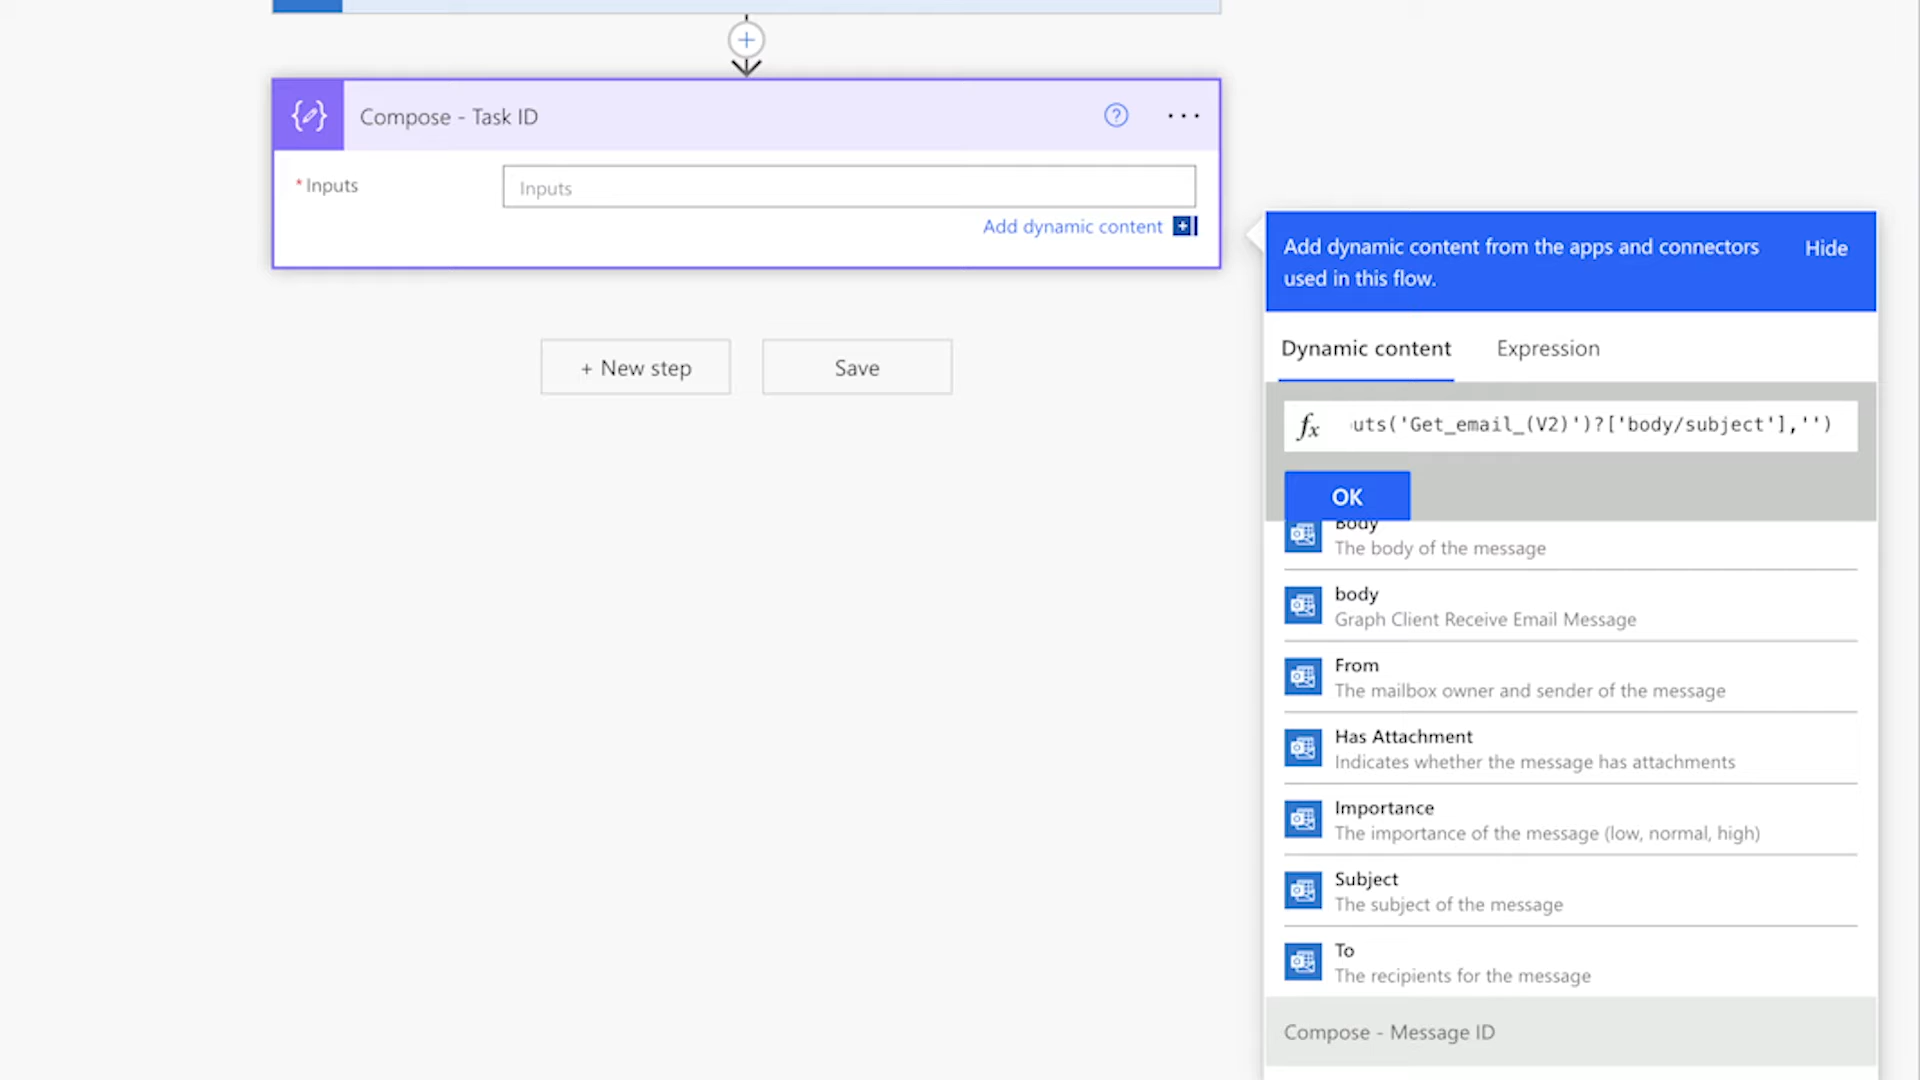 Compose - Task ID
* Inputs
Inputs
Add dynamic content
Add dynamic content from the apps and connectors
used in this flow.
Hide
Dynamic content
Expression
fx
uts('Get_email_(V2)')?['body/subject'],'')
OK
Body
The body of the message
body
Graph Client Receive Email Message
From
The mailbox owner and sender of the message
Has Attachment
Indicates whether the message has attachments
Importance
The importance of the message (low, normal, high)
Subject
The subject of the message
To
The recipients for the message
Compose - Message ID
+ New step
Save